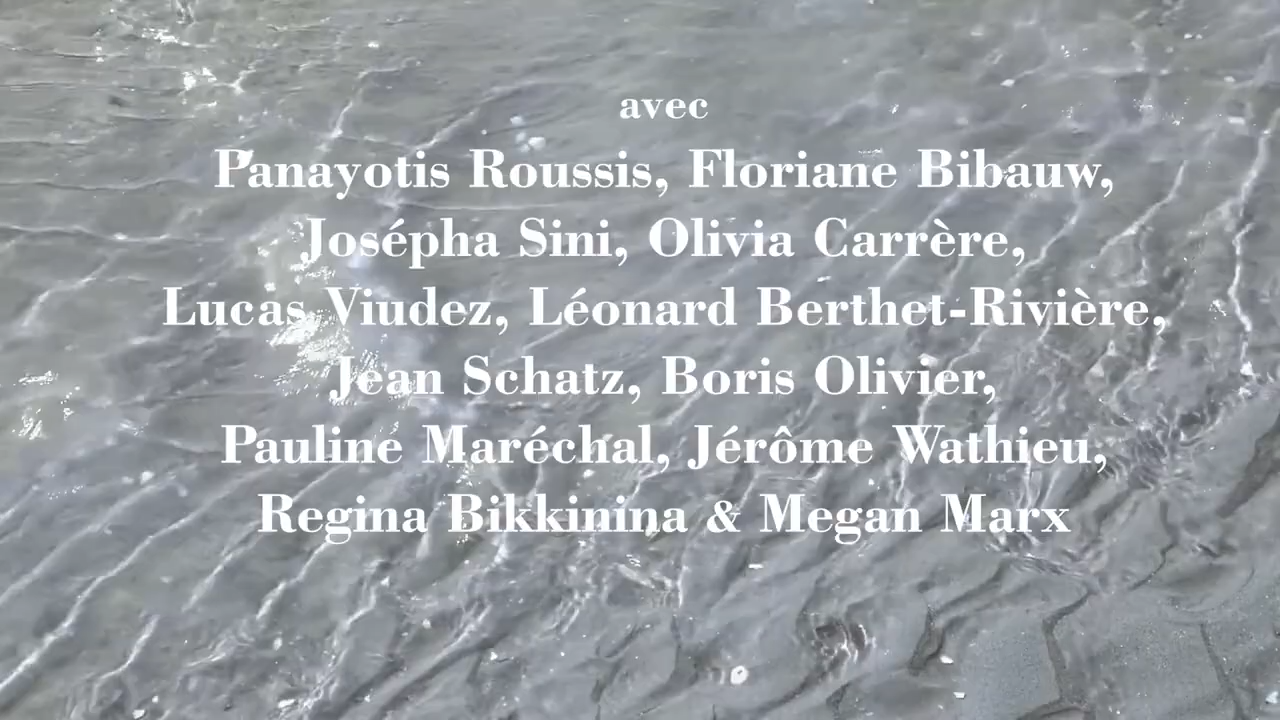 avec
Panayotis Roussis, Floriane Bibauw,
Josépha Sini, Olivia Carrère,
Lucas Viudez, Léonard Berthet-Rivière,
Jean Schatz, Boris Olivier,
Pauline Maréchal, Jérôme Wathieu,
Regina Bikkinina & Megan Marx